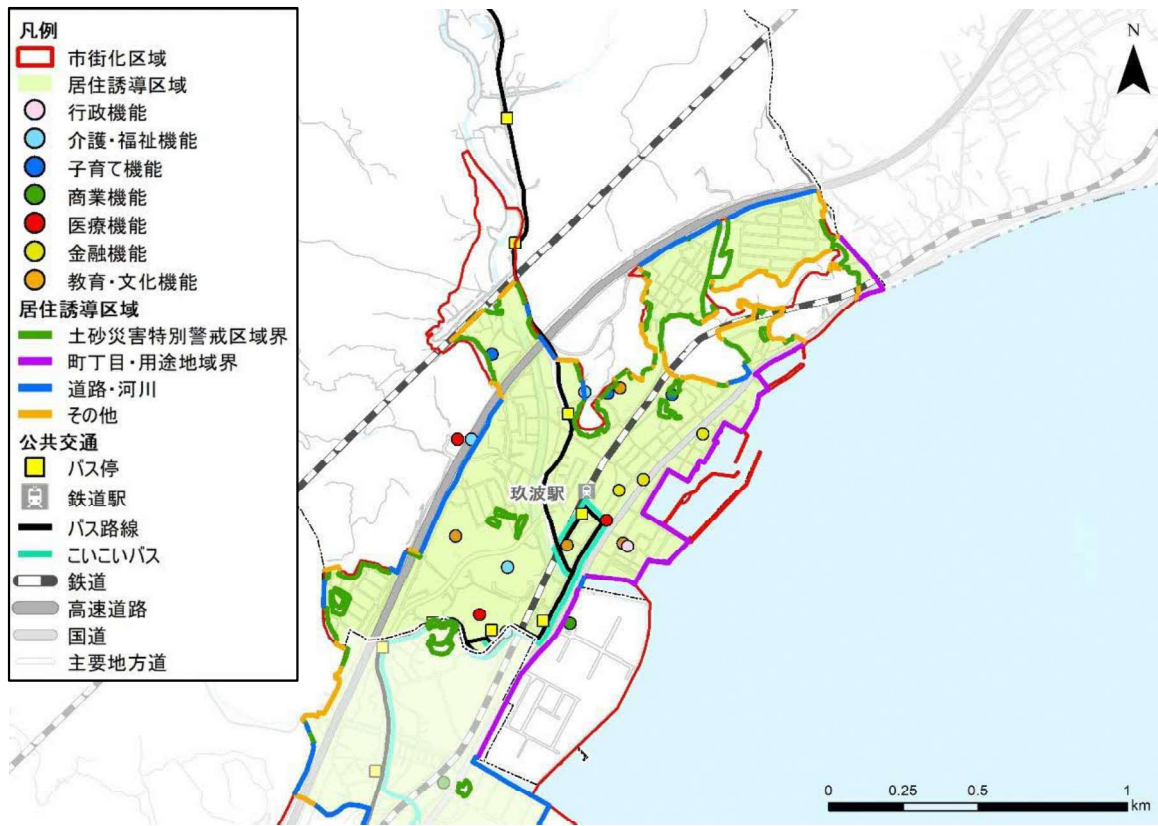 凡例
市街化区域
居住誘導区域
行政機能
介護・福祉機能
子育て機能
商業機能
医療機能
金融機能
教育・文化機能
居住誘導区域
土砂災害特別警戒区域界
町丁目・用途地域界
道路・河川
その他
公共交通
バス停
鉄道駅
バス路線
こいこいバス
鉄道
高速道路
国道
主要地方道
N
玖波駅
0 0.25 0.5 1
km